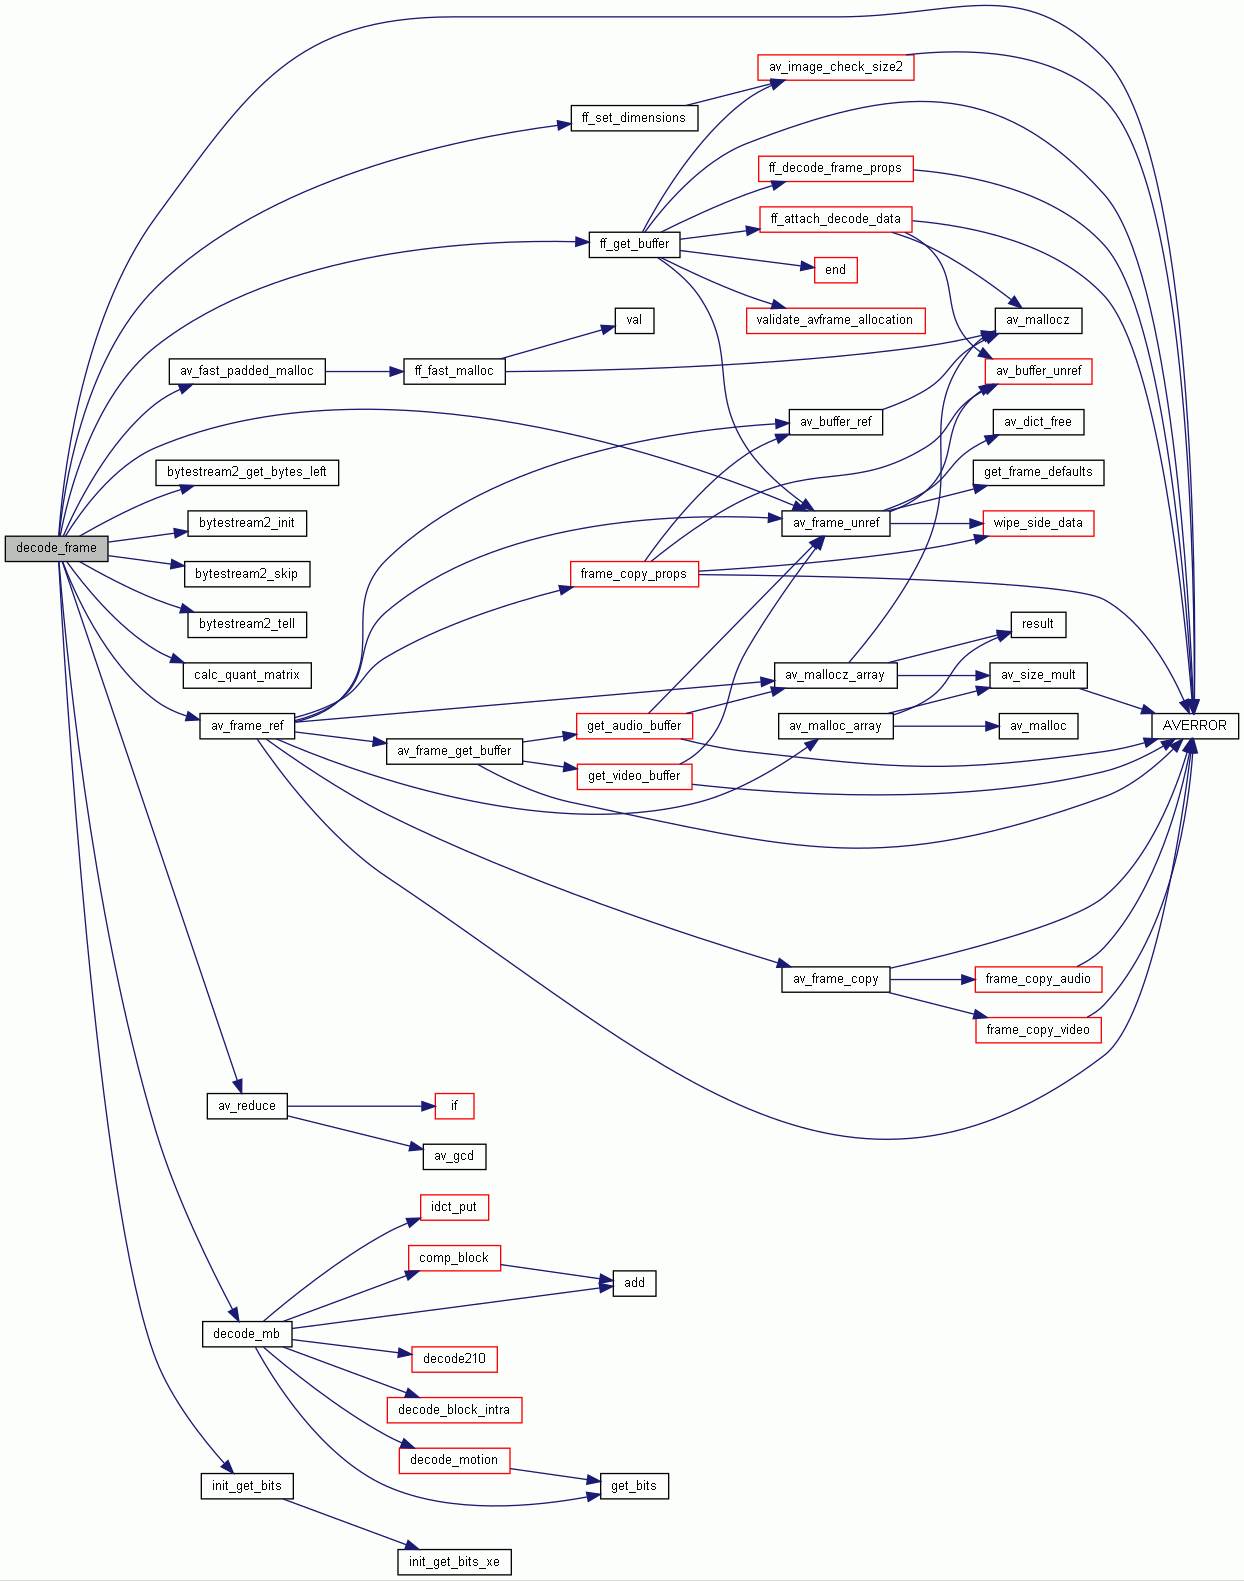 av_image_check_size2
ff_set_dimensions
ff_decode_frame_props
ff_attach_decode_data
ff_get_buffer
end
val
validate_avframe_allocation
av_mallocz
av_fast_padded_malloc
ff_fast_malloc
av_buffer_unref
av_buffer_ref
av_dict_free
bytestream2_get_bytes_left
get_frame_defaults
bytestream2_init
av_frame_unref
wipe_side_data
decode_frame
bytestream2_skip
frame_copy_props
bytestream2_tell
result
calc_quant_matrix
av_mallocz_array
av_size_mult
av_frame_ref
get_audio_buffer
av_malloc_array
av_malloc
AVERROR
av_frame_get_buffer
get_video_buffer
av_frame_copy
frame_copy_audio
frame_copy_video
av_reduce
if
av_gcd
idct_put
comp_block
add
decode_mb
decode210
decode_block_intra
decode_motion
init_get_bits
get_bits
init_get_bits_xe